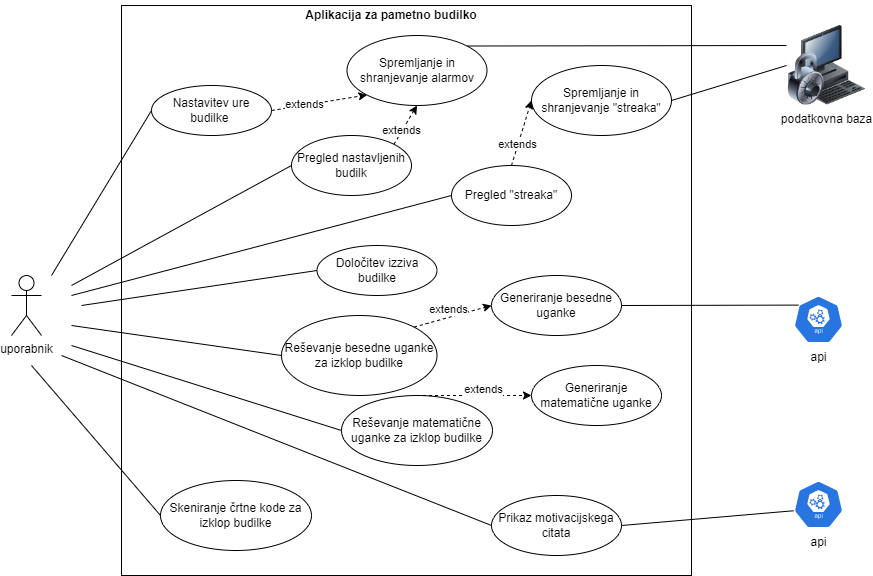 Aplikacija za pametno budilko
Spremljanje in
shranjevanje alarmov
Nastavitev ure
budilke
extends
Spremljanje in
shranjevanje "streaka"
podatkovna baza
extends
extends
Pregled nastavljenih
budilk
Pregled "streaka"
Določitev izziva
budilke
Generiranje besedne
uganke
extends
api
api
uporabnik
Reševanje besedne uganke
za izklop budilke
extends
Generiranje
matematične uganke
Reševanje matematične
uganke za izklop budilke
Skeniranje črtne kode za
izklop budilke
Prikaz motivacijskega
citata
api
api